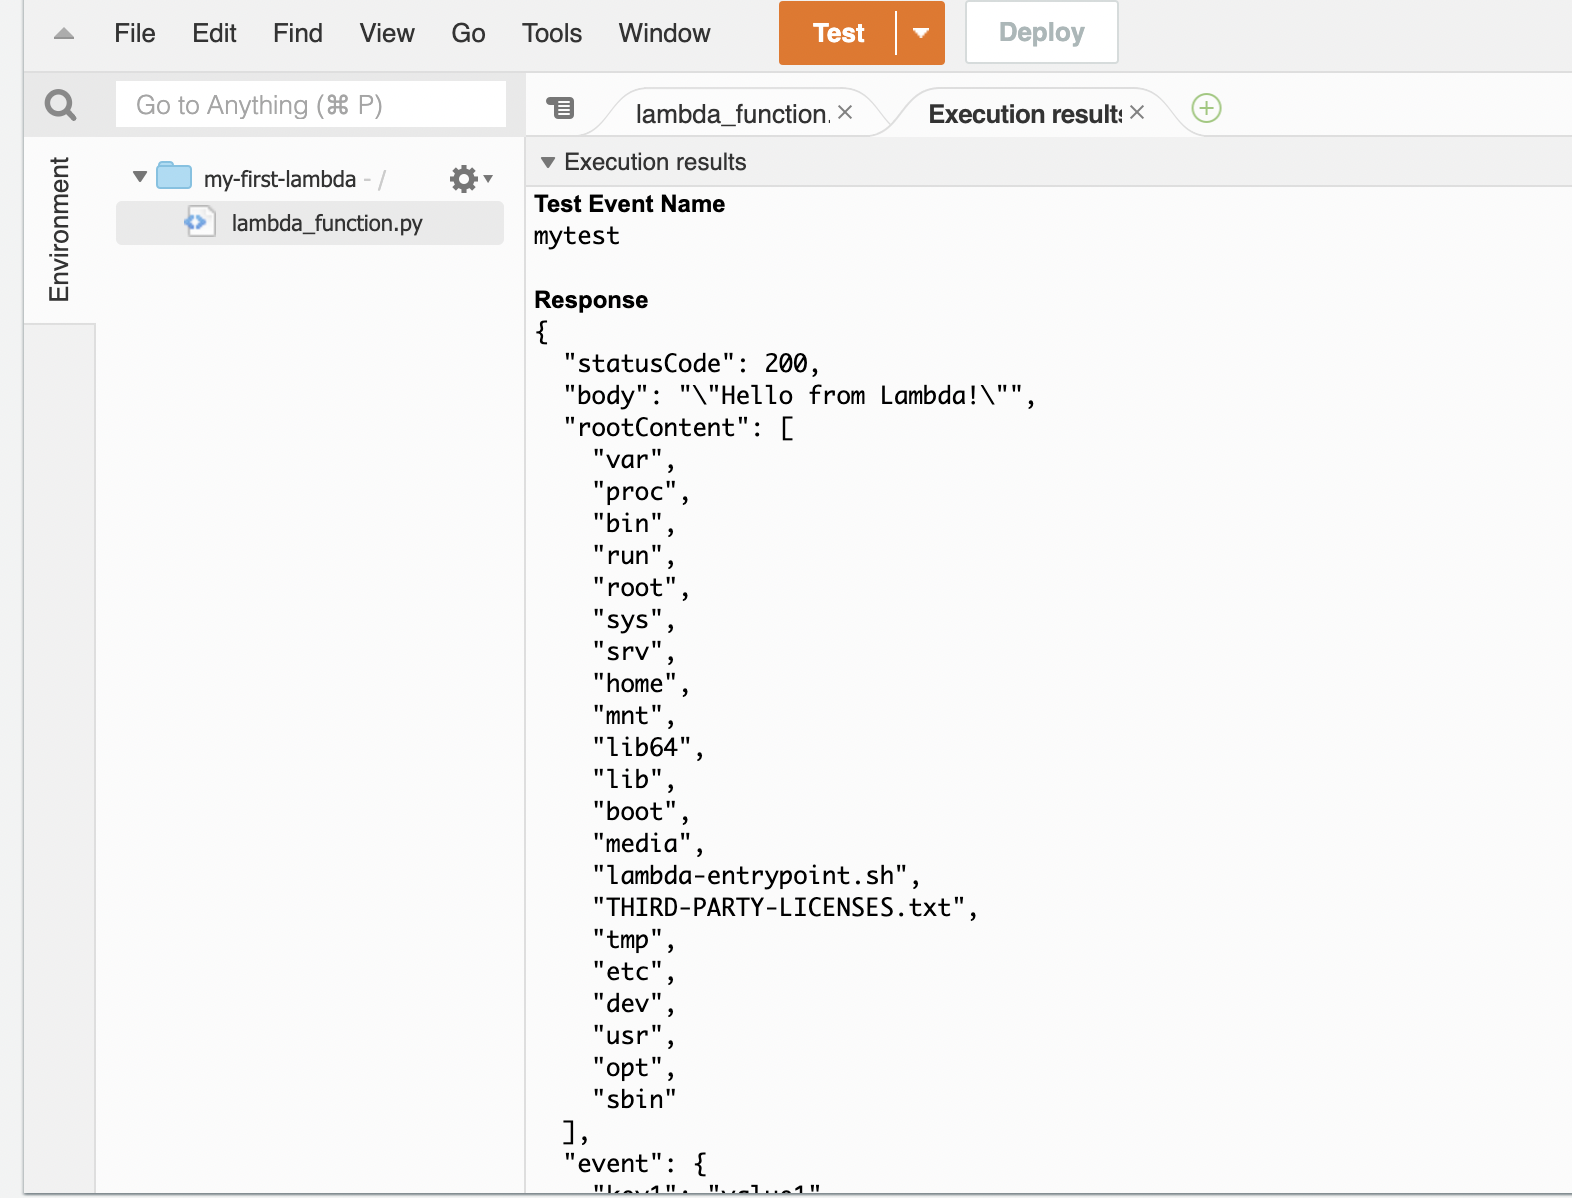 File Edit Find View Go Tools Window Test Deploy
Go to Anything (⌘ P)
lambda_function. Execution results
Environment
my-first-lambda - /
lambda_function.py
Execution results
Test Event Name
mytest
Response
{
"statusCode": 200,
"body": "\"Hello from Lambda!\"",
"rootContent": [
"var",
"proc",
"bin",
"run",
"root",
"sys",
"srv",
"home",
"mnt",
"lib64",
"lib",
"boot",
"media",
"lambda-entrypoint.sh",
"THIRD-PARTY-LICENSES.txt",
"tmp",
"etc",
"dev",
"usr",
"opt",
"sbin"
],
"event": {
"key1": "value1"